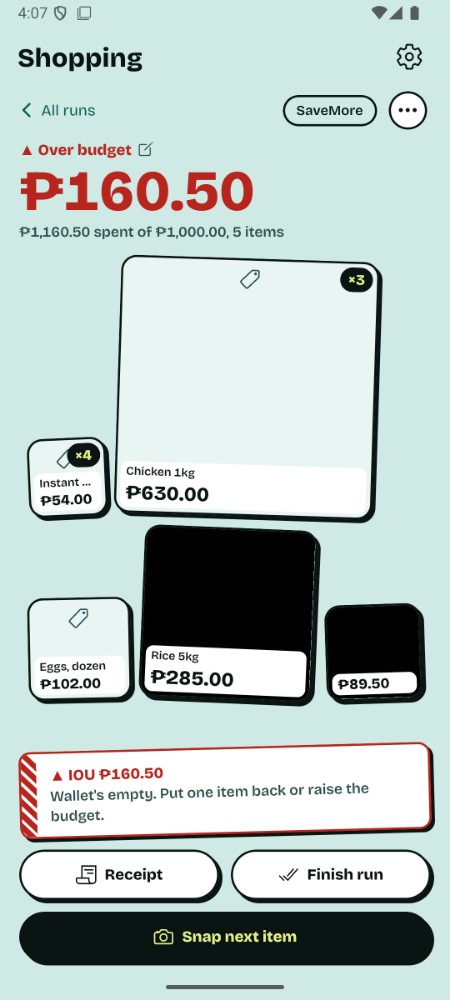 4:07
Shopping
All runs
SaveMore
▲ Over budget
₱160.50
₱1,160.50 spent of ₱1,000.00, 5 items
×3
Chicken 1kg
₱630.00
×4
Instant ...
₱54.00
Rice 5kg
₱285.00
Eggs, dozen
₱102.00
₱89.50
▲ IOU ₱160.50
Wallet's empty. Put one item back or raise the
budget.
Receipt
Finish run
Snap next item